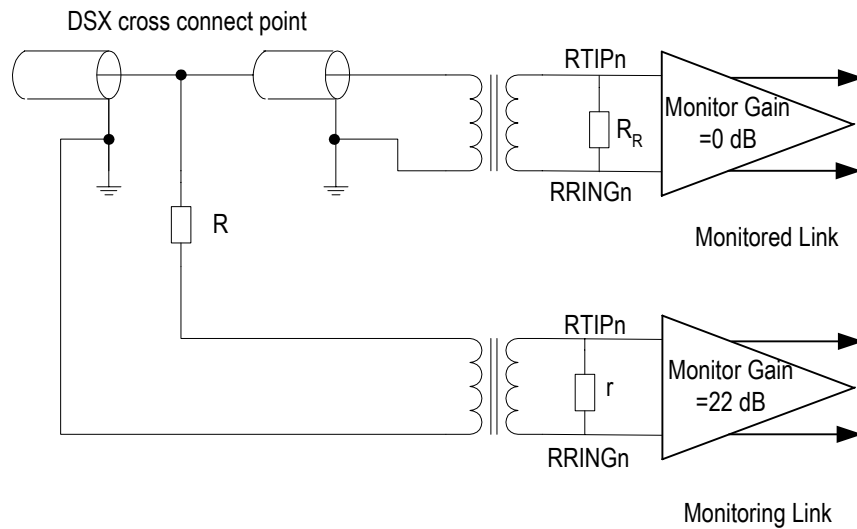 DSX cross connect point
RTIPn
Monitor Gain
=0 dB
R_R
RRINGn
Monitored Link
R
RTIPn
Monitor Gain
=22 dB
r
RRINGn
Monitoring Link